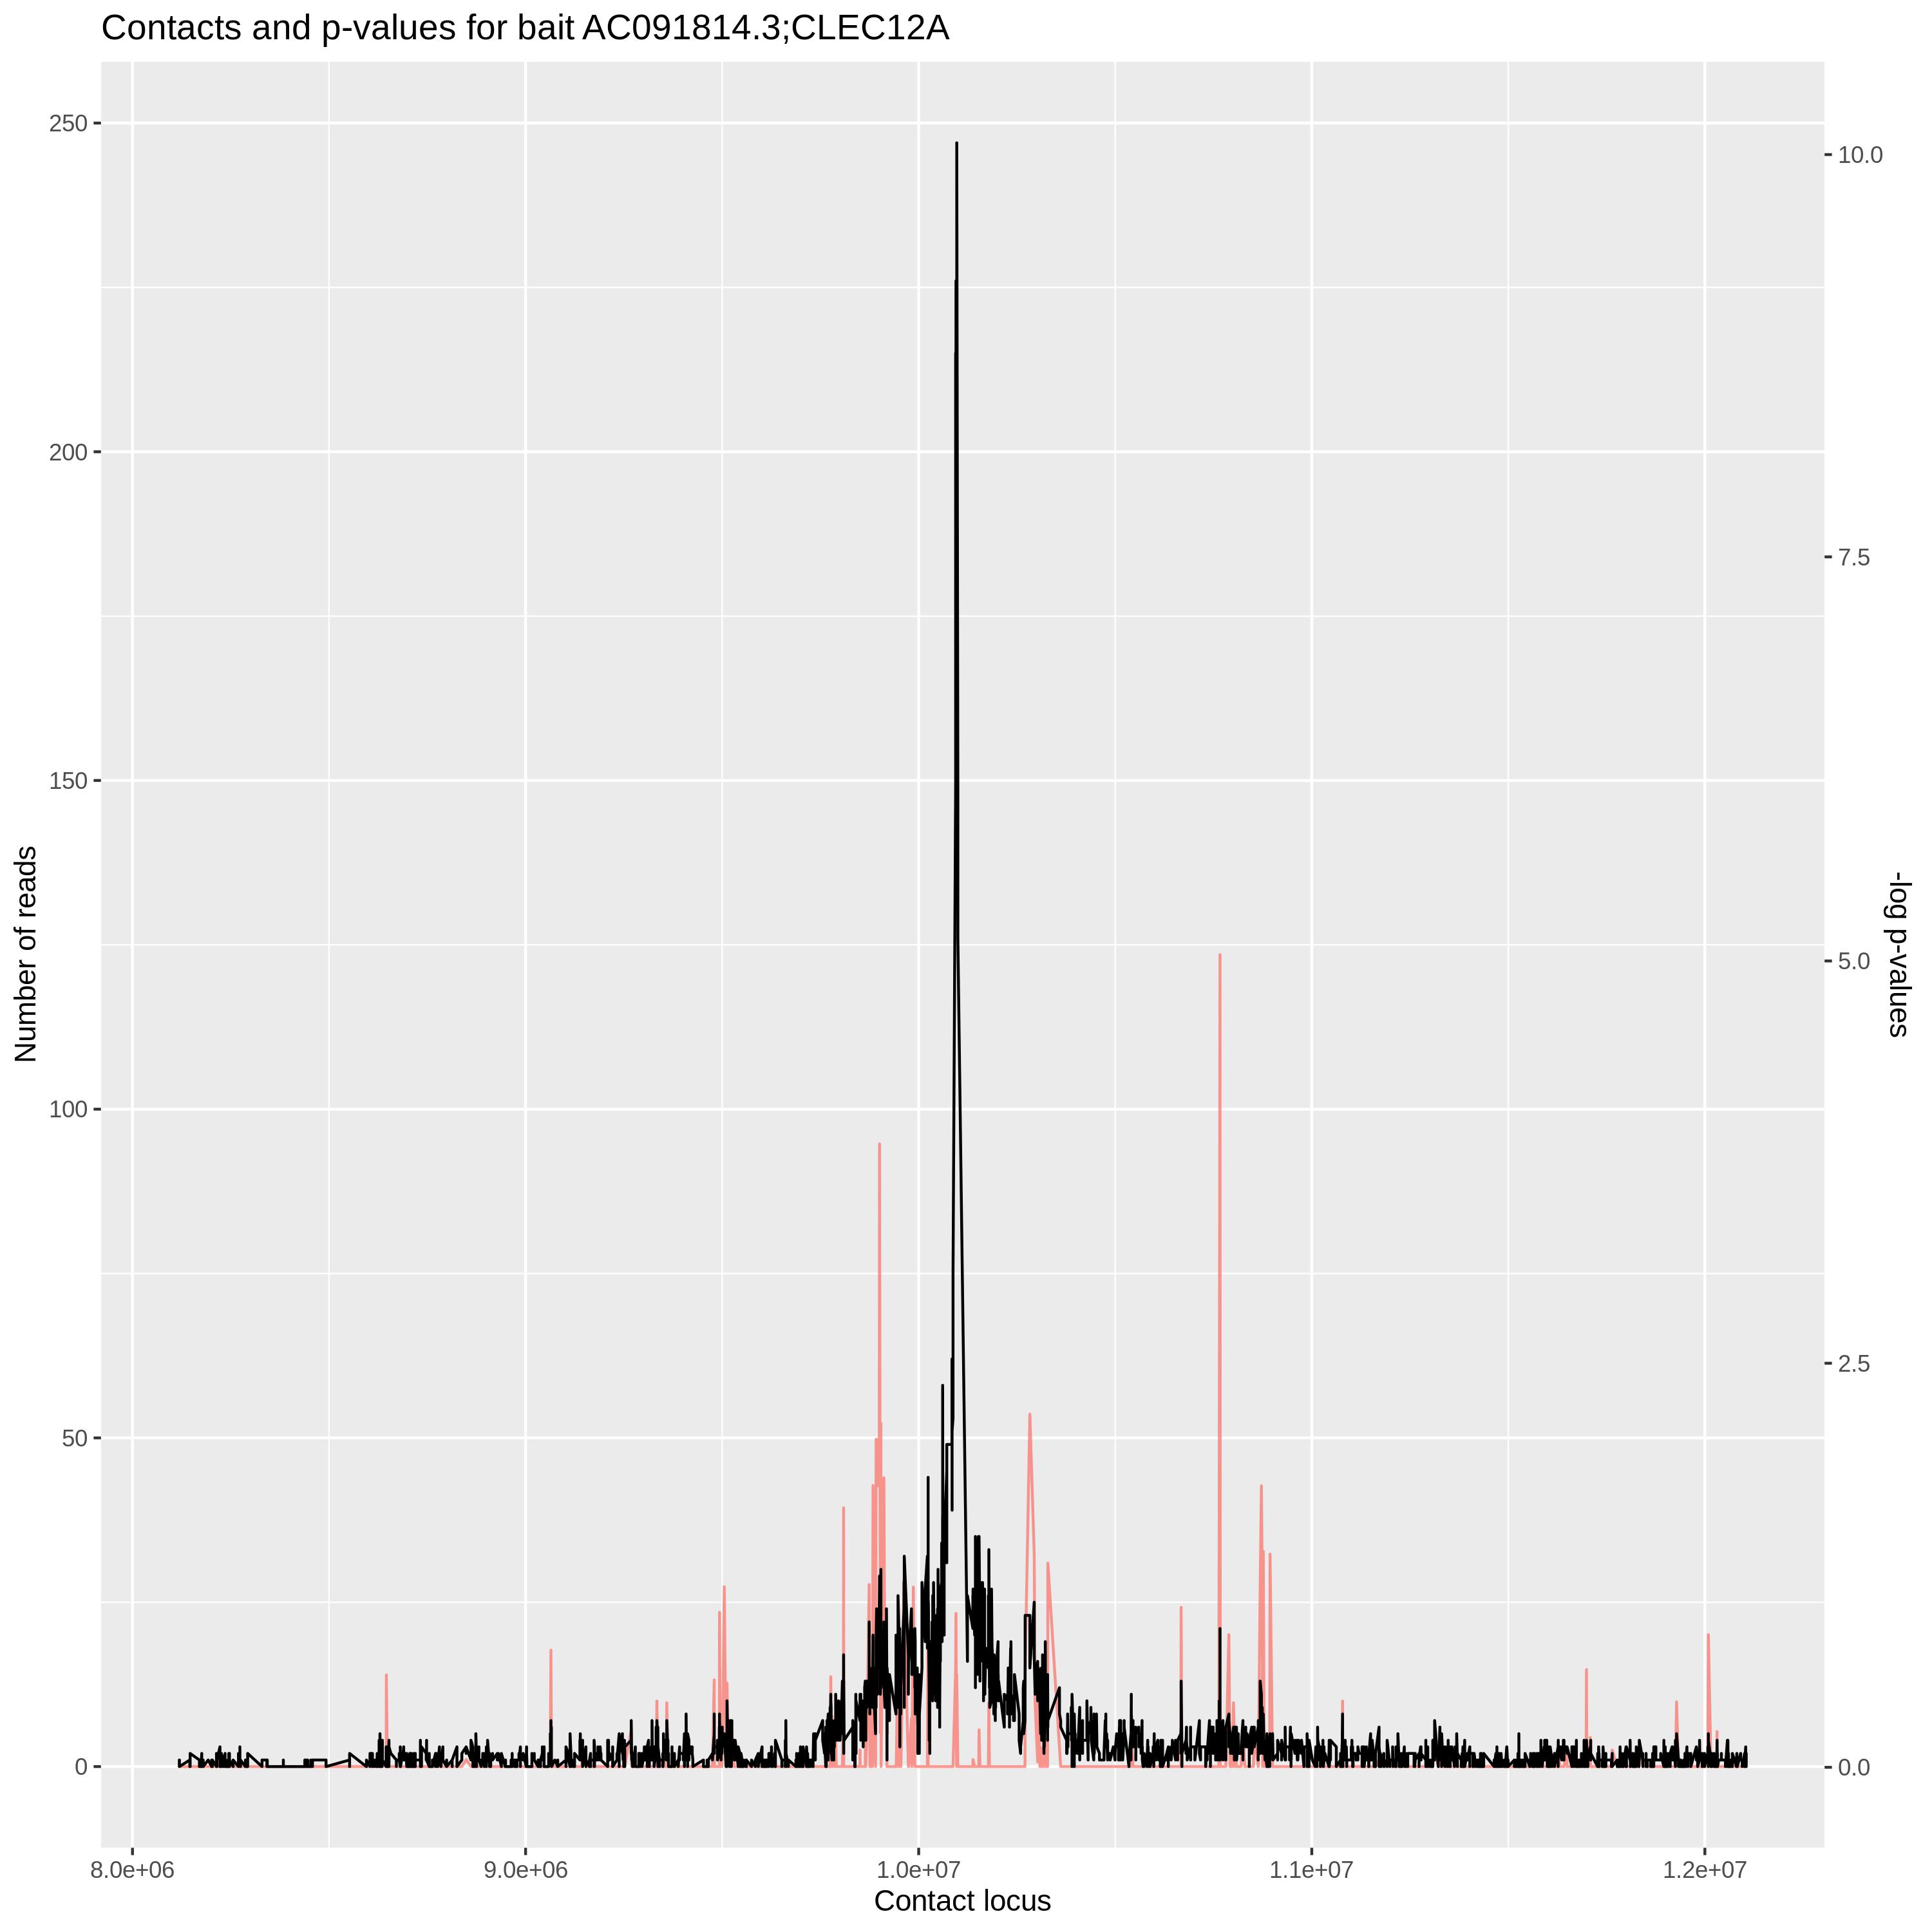 Contacts and p-values for bait AC091814.3;CLEC12A
250
200
150
100
50
0
Number of reads
10.0
7.5
5.0
2.5
0.0
-log p-values
8.0e+06
9.0e+06
1.0e+07
1.1e+07
1.2e+07
Contact locus